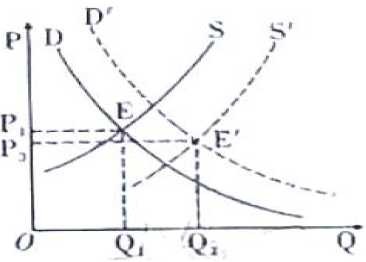 D′
P D S S′
E
P₁
P₂ E′
O Q₁ Q₂ Q